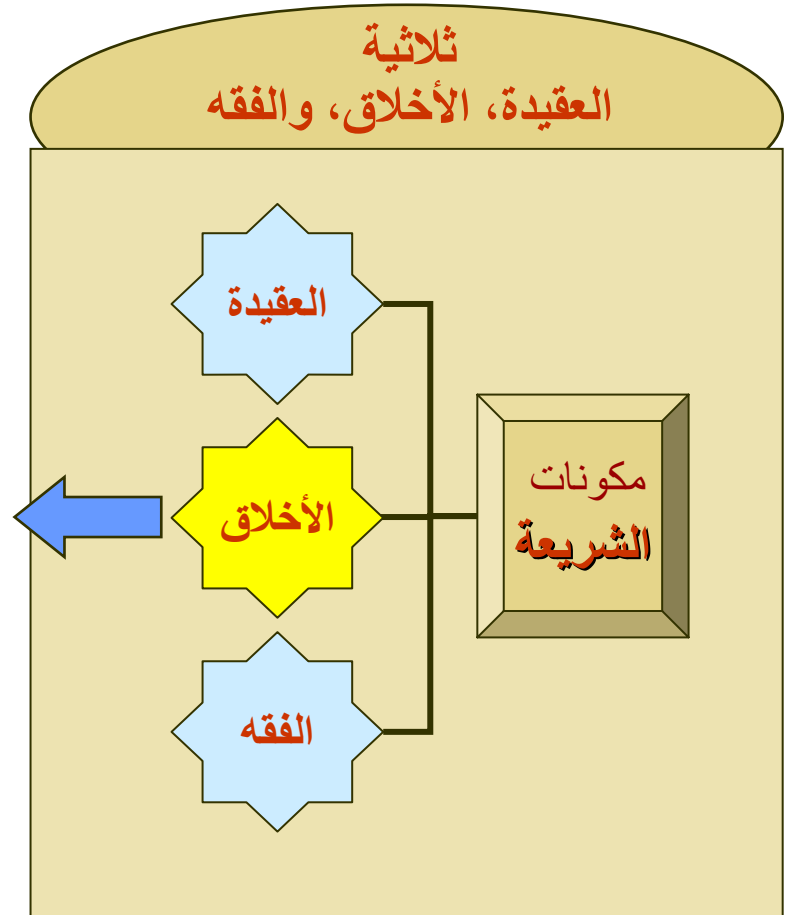 ثلاثية
العقيدة، الأخلاق، والفقه
العقيدة
مكونات
الشريعة
الأخلاق
الفقه